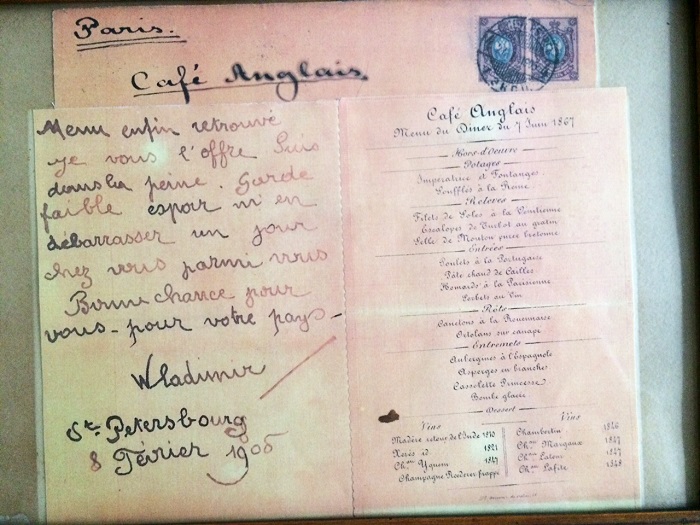 Paris.
Café Anglais
Menu enfin retrouvé
je vous l'offre Suis
dans la peine. Garde
faible espoir m'en
débarrasser un jour
chez vous parmi vous
Bonne chance pour
vous - pour votre pays -
Wladimir
St. Petersbourg
8 Février 1905
Café Anglais
Menu du Dîner du 7 Juin 1867
Hors-d'oeuvre
Potages
Impératrice et Fontanges
Soufflés à la Reine
Relevés
Filets de Soles à la Vénitienne
Escalopes de Turbot au gratin
Selle de Mouton purée bretonne
Entrées
Poulets à la Portugaise
Pâté chaud de Cailles
Homards à la Parisienne
Sorbets au Vin
Rôts
Canetons à la Rouennaise
Ortolans sur canapé
Entremets
Aubergines à l'Espagnole
Asperges en branches
Cassolette Princesse
Bombe glacée
Dessert
Vins
Madère retour de l'Inde 1810
Xérès 1821
Chau Yquem 1847
Champagne Roederer frappé
Vins
Chambertin 1846
Chau Margaux 1847
Chau Latour 1847
Chau Lafite 1848